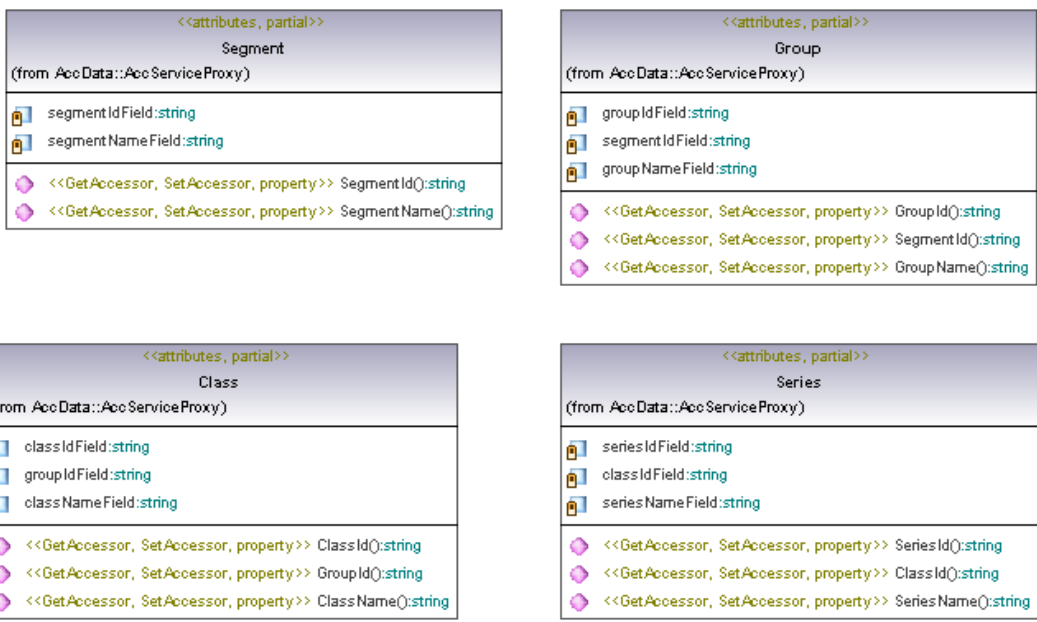 <<attributes, partial>>
Segment
(from AccData::AccServiceProxy)
segmentIdField:string
segmentNameField:string
<<GetAccessor, SetAccessor, property>> SegmentId():string
<<GetAccessor, SetAccessor, property>> SegmentName():string
<<attributes, partial>>
Group
(from AccData::AccServiceProxy)
groupIdField:string
segmentIdField:string
groupNameField:string
<<GetAccessor, SetAccessor, property>> GroupId():string
<<GetAccessor, SetAccessor, property>> SegmentId():string
<<GetAccessor, SetAccessor, property>> GroupName():string
<<attributes, partial>>
Class
rom AccData::AccServiceProxy)
classIdField:string
groupIdField:string
classNameField:string
<<GetAccessor, SetAccessor, property>> ClassId():string
<<GetAccessor, SetAccessor, property>> GroupId():string
<<GetAccessor, SetAccessor, property>> ClassName():string
<<attributes, partial>>
Series
(from AccData::AccServiceProxy)
seriesIdField:string
classIdField:string
seriesNameField:string
<<GetAccessor, SetAccessor, property>> SeriesId():string
<<GetAccessor, SetAccessor, property>> ClassId():string
<<GetAccessor, SetAccessor, property>> SeriesName():string